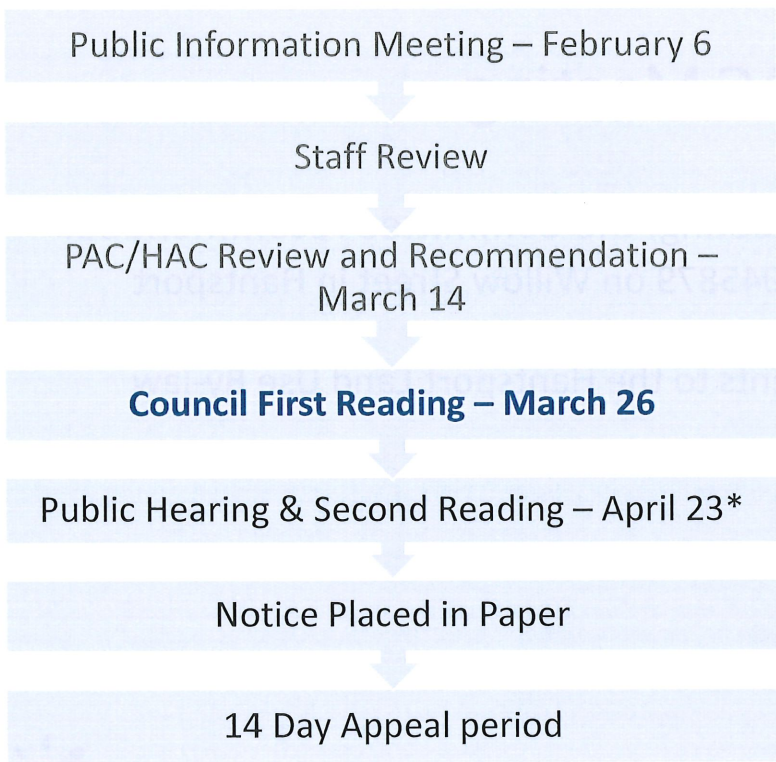 Public Information Meeting – February 6
Staff Review
PAC/HAC Review and Recommendation –
March 14
Council First Reading – March 26
Public Hearing & Second Reading – April 23*
Notice Placed in Paper
14 Day Appeal period